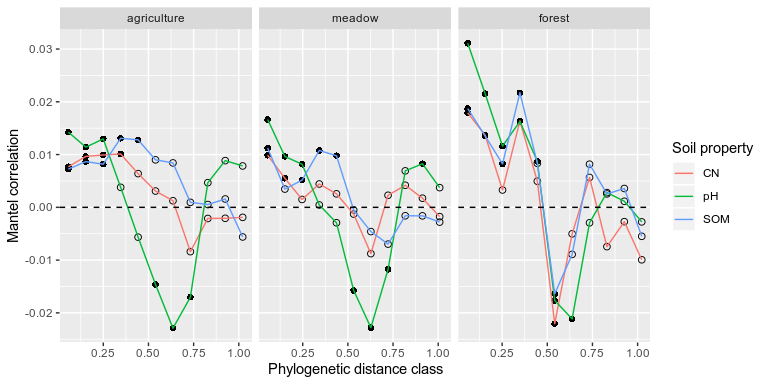 agriculture meadow forest
Mantel correlation
0.03
0.02
0.01
0.00
-0.01
-0.02
0.25 0.50 0.75 1.00 0.25 0.50 0.75 1.00 0.25 0.50 0.75 1.00
Phylogenetic distance class
Soil property
CN
pH
SOM